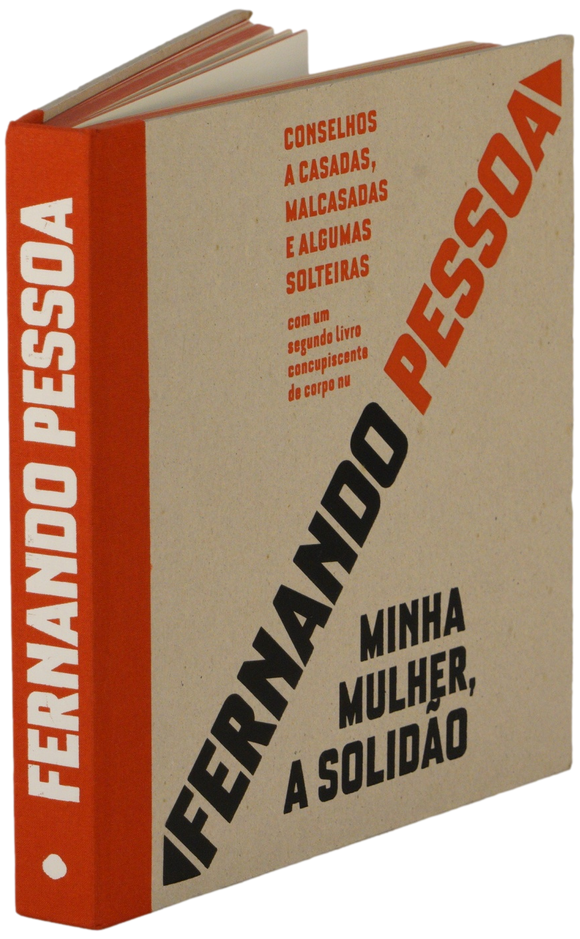 FERNANDO PESSOA
CONSELHOS
A CASADAS,
MALCASADAS
E ALGUMAS
SOLTEIRAS
com um
segundo livro
concupiscente
de corpo nu
FERNANDO PESSOA
MINHA
MULHER,
A SOLIDÃO